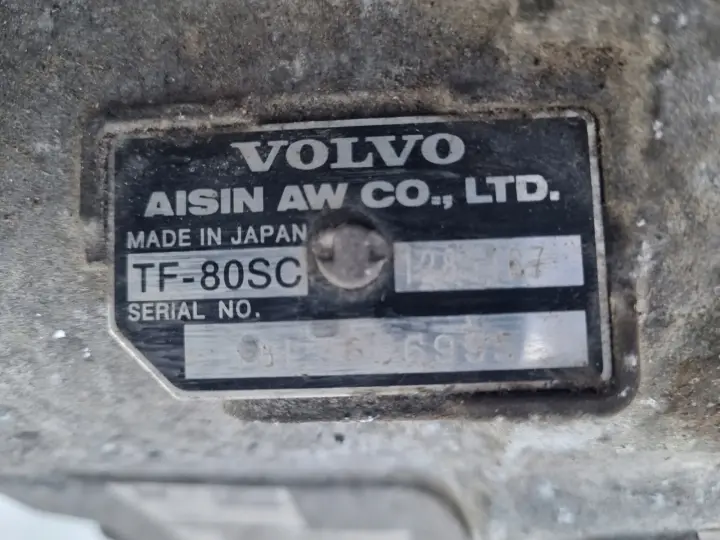 VOLVO
AISIN AW CO., LTD.
MADE IN JAPAN
TF-80SC
SERIAL NO.